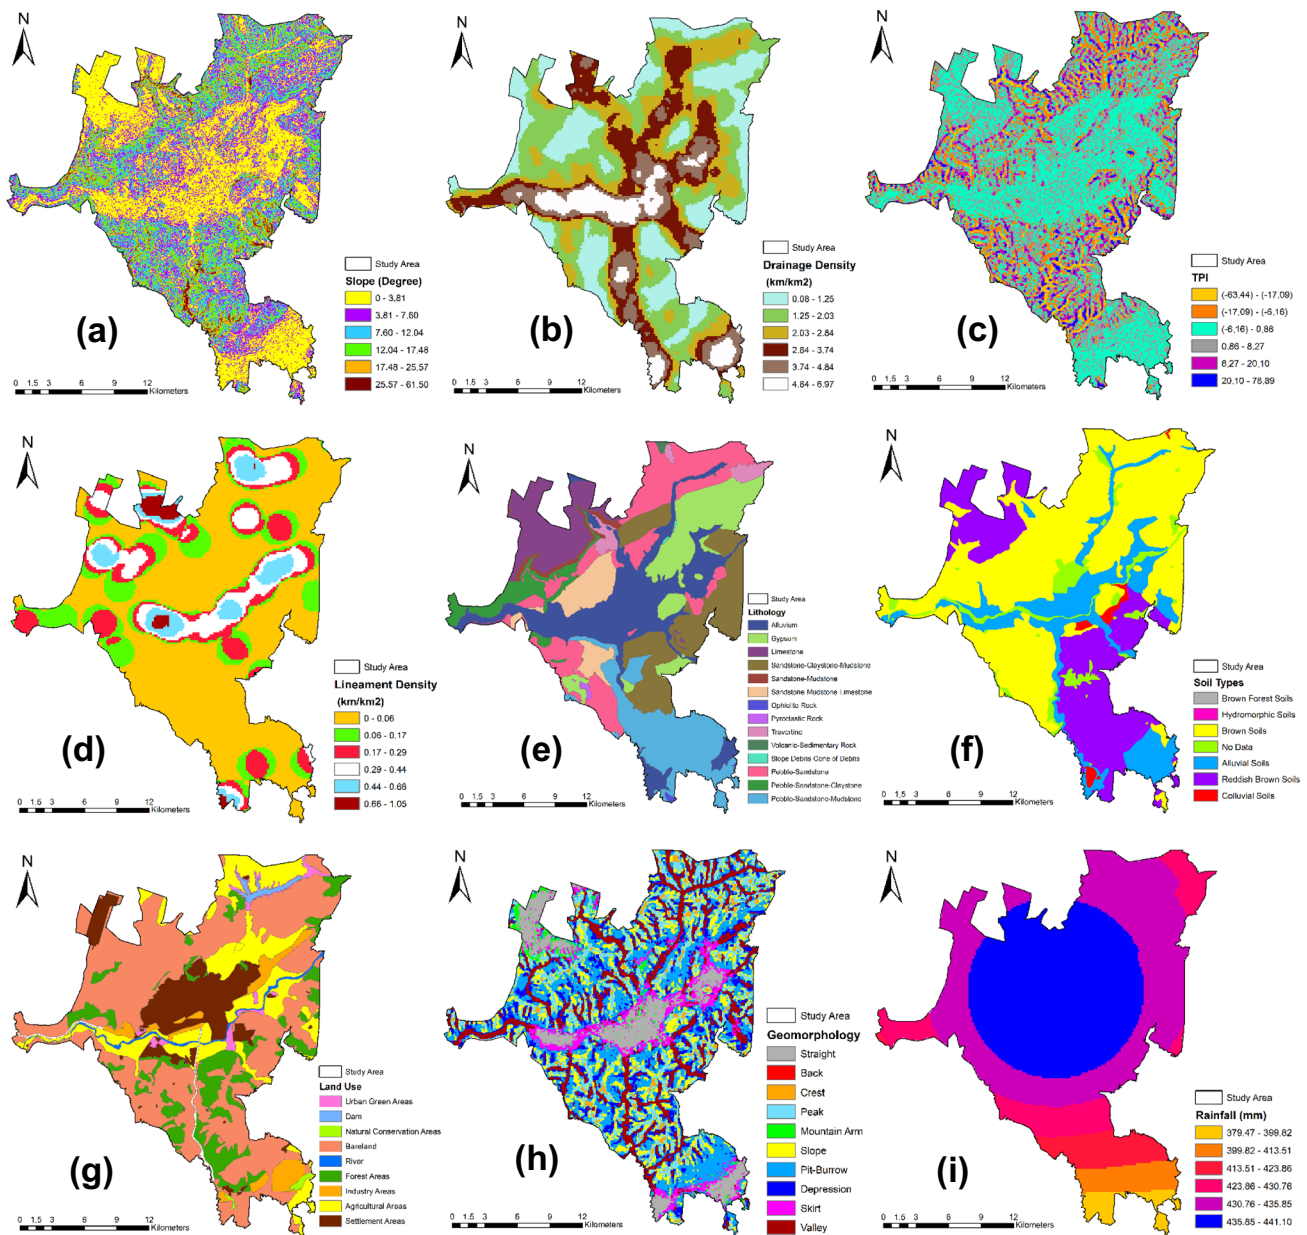 N
(a)
Study Area
Slope (Degree)
0 - 3,81
3,81 - 7,60
7,60 - 12,04
12,04 - 17,48
17,48 - 25,57
25,57 - 61,50
0 1.5 3 6 9 12
Kilometers
N
(b)
Study Area
Drainage Density
(km/km2)
0.08 - 1.25
1.25 - 2.03
2.03 - 2.84
2.84 - 3.74
3.74 - 4.84
4.84 - 6.97
0 1.5 3 6 9 12
Kilometers
N
(c)
Study Area
TPI
(-63.44) - (-17,09)
(-17,09) - (-6,16)
(-6,16) - 0,86
0.86 - 8,27
8,27 - 20,10
20,10 - 78,89
0 1.5 3 6 9 12
Kilometers
N
(d)
Study Area
Lineament Density
(km/km2)
0 - 0.06
0.06 - 0.17
0.17 - 0.29
0.29 - 0.44
0.44 - 0.66
0.66 - 1.05
0 1.5 3 6 9 12
Kilometers
N
(e)
Study Area
Lithology
Alluvium
Gypsum
Limestone
Sandstone-Claystone-Mudstone
Sandstone-Mudstone
Sandstone Mudstone Limestone
Ophiolite Rock
Pyroclastic Rock
Travertine
Volcanic-Sedimentary Rock
Slope Debris Cone of Debris
Pebble-Sandstone
Pebble-Sandstone-Claystone
Pebble-Sandstone-Mudstone
0 1.5 3 6 9 12
Kilometers
N
(f)
Study Area
Soil Types
Brown Forest Soils
Hydromorphic Soils
Brown Soils
No Data
Alluvial Soils
Reddish Brown Soils
Colluvial Soils
0 1.5 3 6 9 12
Kilometers
N
(g)
Study Area
Land Use
Urban Green Areas
Dam
Natural Conservation Areas
Bareland
River
Forest Areas
Industry Areas
Agricultural Areas
Settlement Areas
0 1.5 3 6 9 12
Kilometers
N
(h)
Study Area
Geomorphology
Straight
Back
Crest
Peak
Mountain Arm
Slope
Pit-Burrow
Depression
Skirt
Valley
0 1.5 3 6 9 12
Kilometers
N
(i)
Study Area
Rainfall (mm)
379.47 - 399.82
399.82 - 413.51
413.51 - 423.86
423.86 - 430.76
430.76 - 435.85
435.85 - 441.10
0 1.5 3 6 9 12
Kilometers